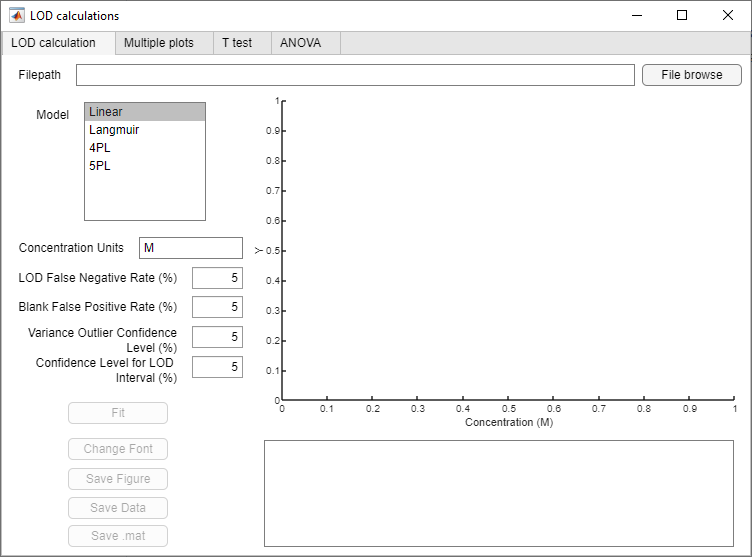 LOD calculations
LOD calculation Multiple plots T test ANOVA
Filepath File browse
Model
Linear
Langmuir
4PL
5PL
Concentration Units M
LOD False Negative Rate (%) 5
Blank False Positive Rate (%) 5
Variance Outlier Confidence
Level (%) 5
Confidence Level for LOD
Interval (%) 5
Fit
Change Font
Save Figure
Save Data
Save .mat
1
0.9
0.8
0.7
0.6
0.5
0.4
0.3
0.2
0.1
0
Y
0 0.1 0.2 0.3 0.4 0.5 0.6 0.7 0.8 0.9 1
Concentration (M)